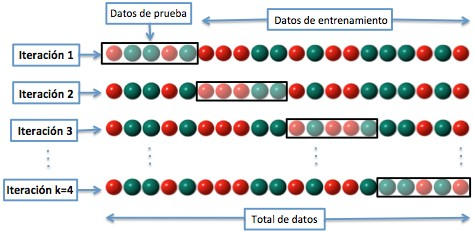 Datos de prueba
Datos de entrenamiento
Iteración 1
Iteración 2
Iteración 3
Iteración k=4
Total de datos